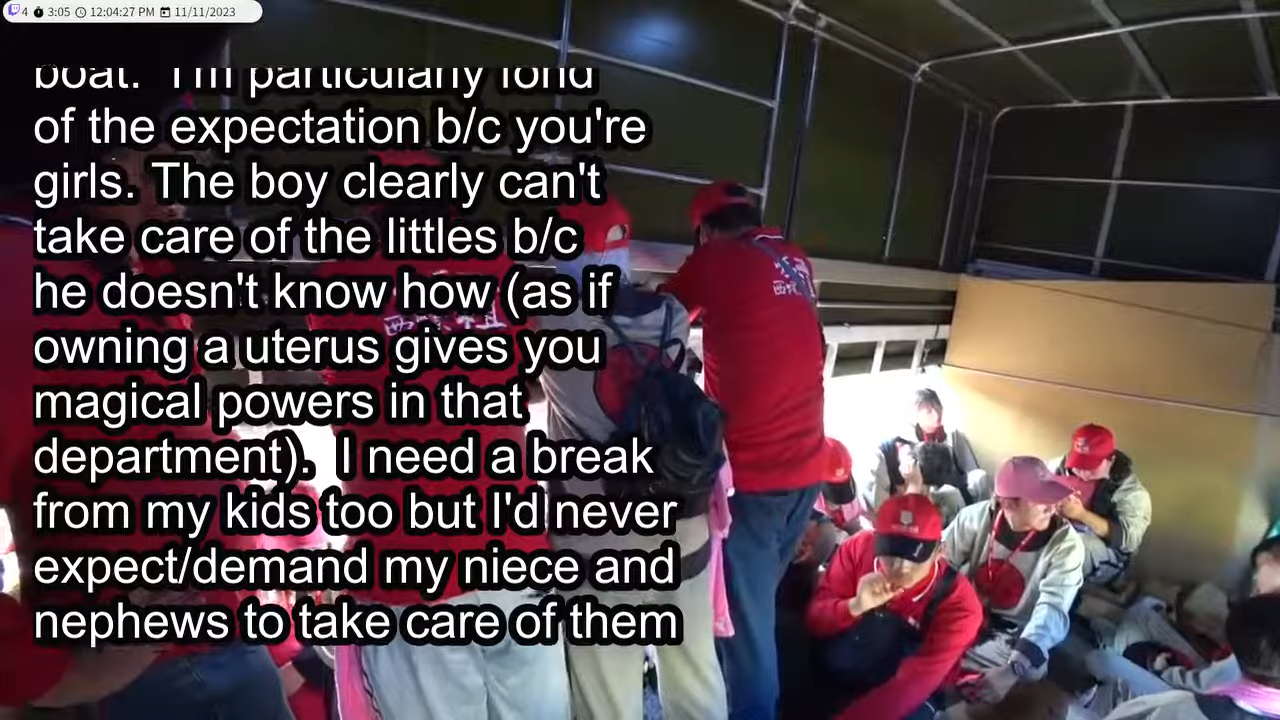 4 3:05 12:04:27 PM 11/11/2023
boat. I'm particularly fond
of the expectation b/c you're
girls. The boy clearly can't
take care of the littles b/c
he doesn't know how (as if
owning a uterus gives you
magical powers in that
department). I need a break
from my kids too but I'd never
expect/demand my niece and
nephews to take care of them